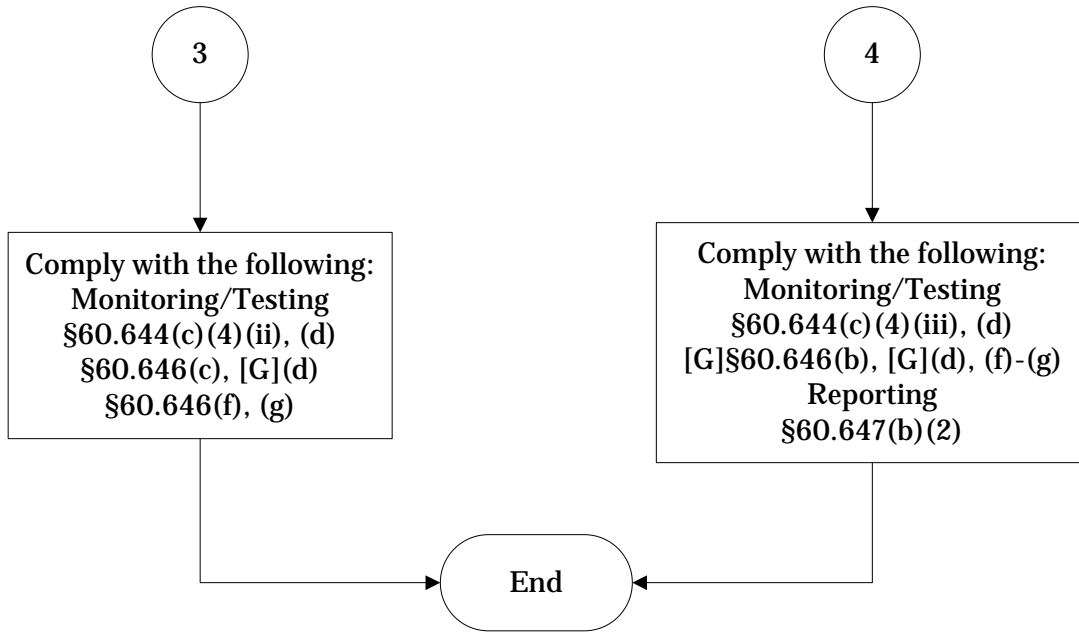 3
4
Comply with the following:
Monitoring/Testing
§60.644(c)(4)(ii), (d)
§60.646(c), [G](d)
§60.646(f), (g)
Comply with the following:
Monitoring/Testing
§60.644(c)(4)(iii), (d)
[G]§60.646(b), [G](d), (f)-(g)
Reporting
§60.647(b)(2)
End